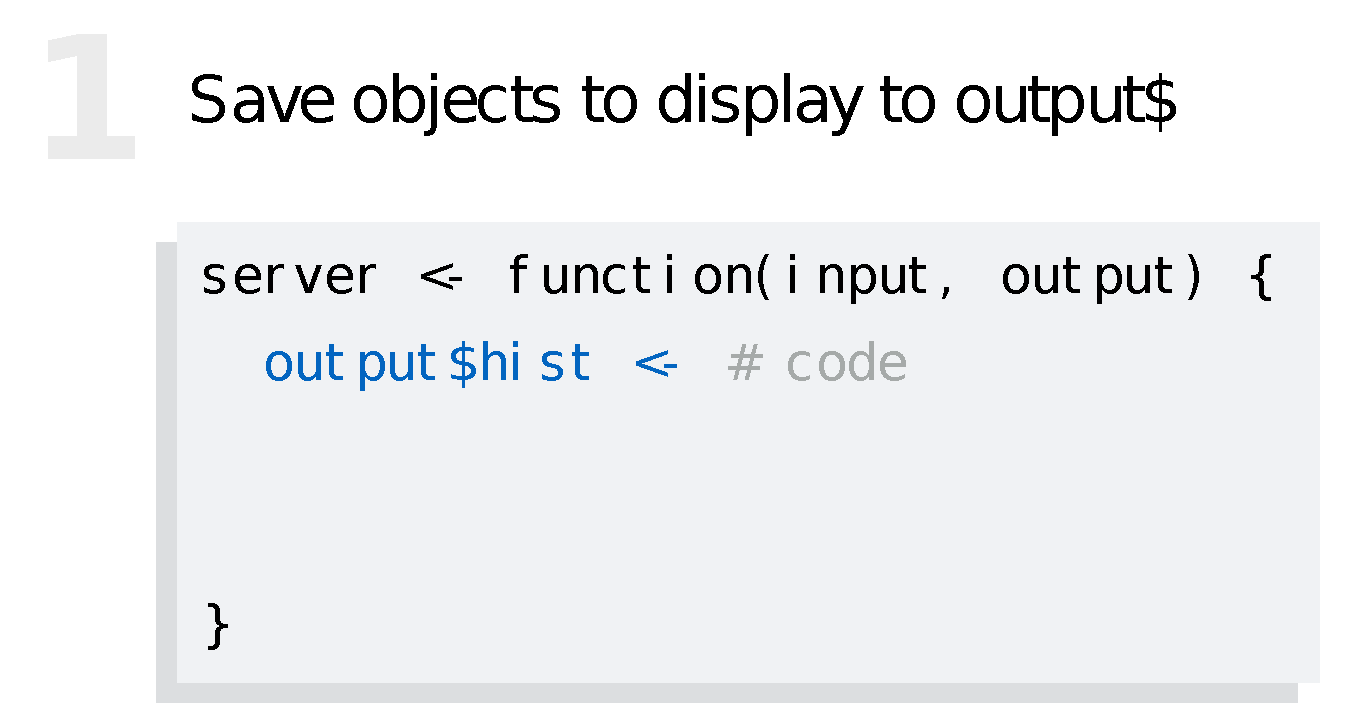 1
Save objects to display to output$
server <- function(input, output) {
  output$hist <- # code
}